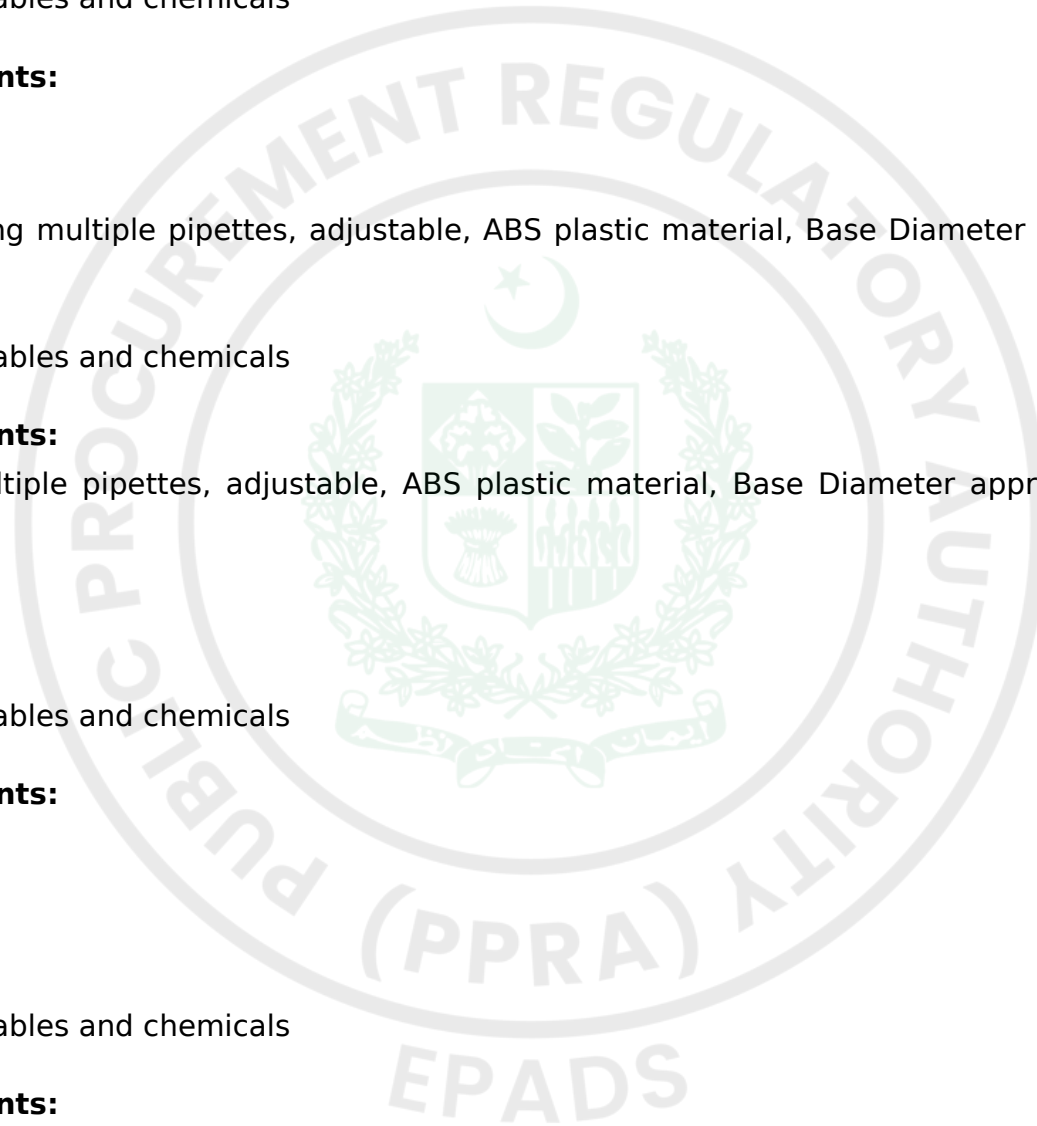 ables and chemicals
nts:
ng multiple pipettes, adjustable, ABS plastic material, Base Diameter
ables and chemicals
nts:
ltiple pipettes, adjustable, ABS plastic material, Base Diameter appr
ables and chemicals
nts:
ables and chemicals
nts:
PUBLIC PROCUREMENT REGULATORY AUTHORITY
(PPRA)
EPADS